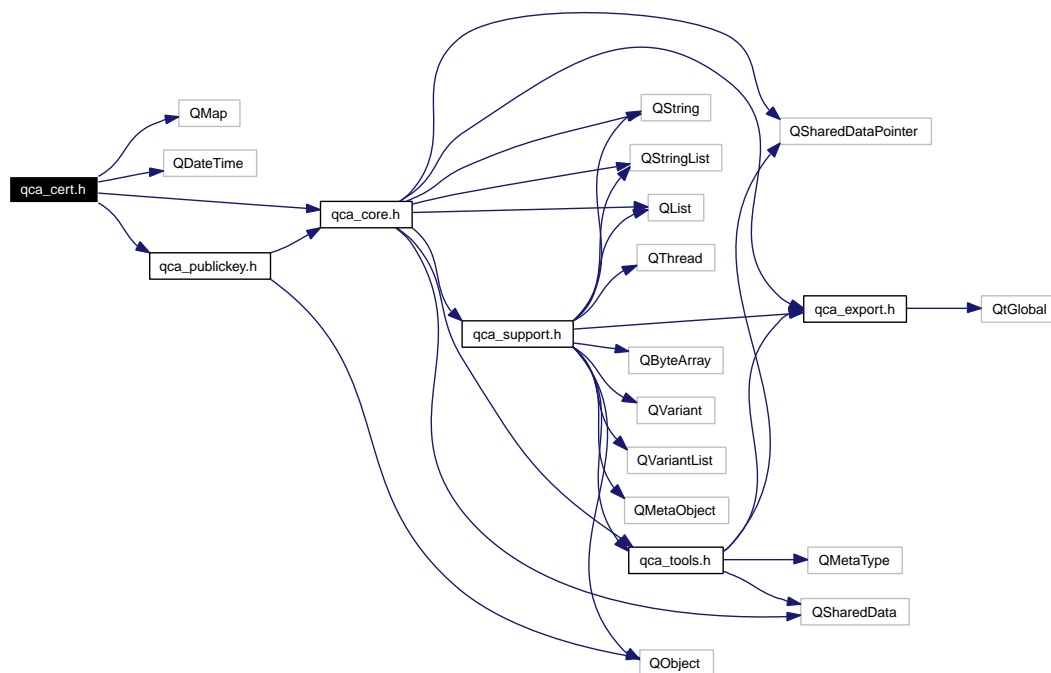 qca_cert.h
QMap
QDateTime
qca_core.h
qca_publickey.h
QString
QStringList
QList
QThread
qca_support.h
QByteArray
QVariant
QVariantList
QMetaObject
qca_tools.h
QObject
QSharedDataPointer
qca_export.h
QtGlobal
QMetaType
QSharedData